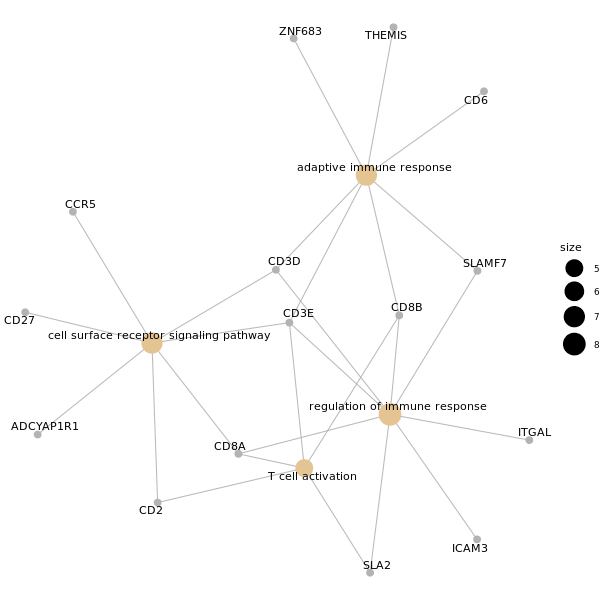 ZNF683
THEMIS
CD6
adaptive immune response
CCR5
size
CD3D
SLAMF7
5
6
CD27
CD3E
CD8B
7
cell surface receptor signaling pathway
8
regulation of immune response
ADCYAP1R1
ITGAL
CD8A
T cell activation
CD2
ICAM3
SLA2